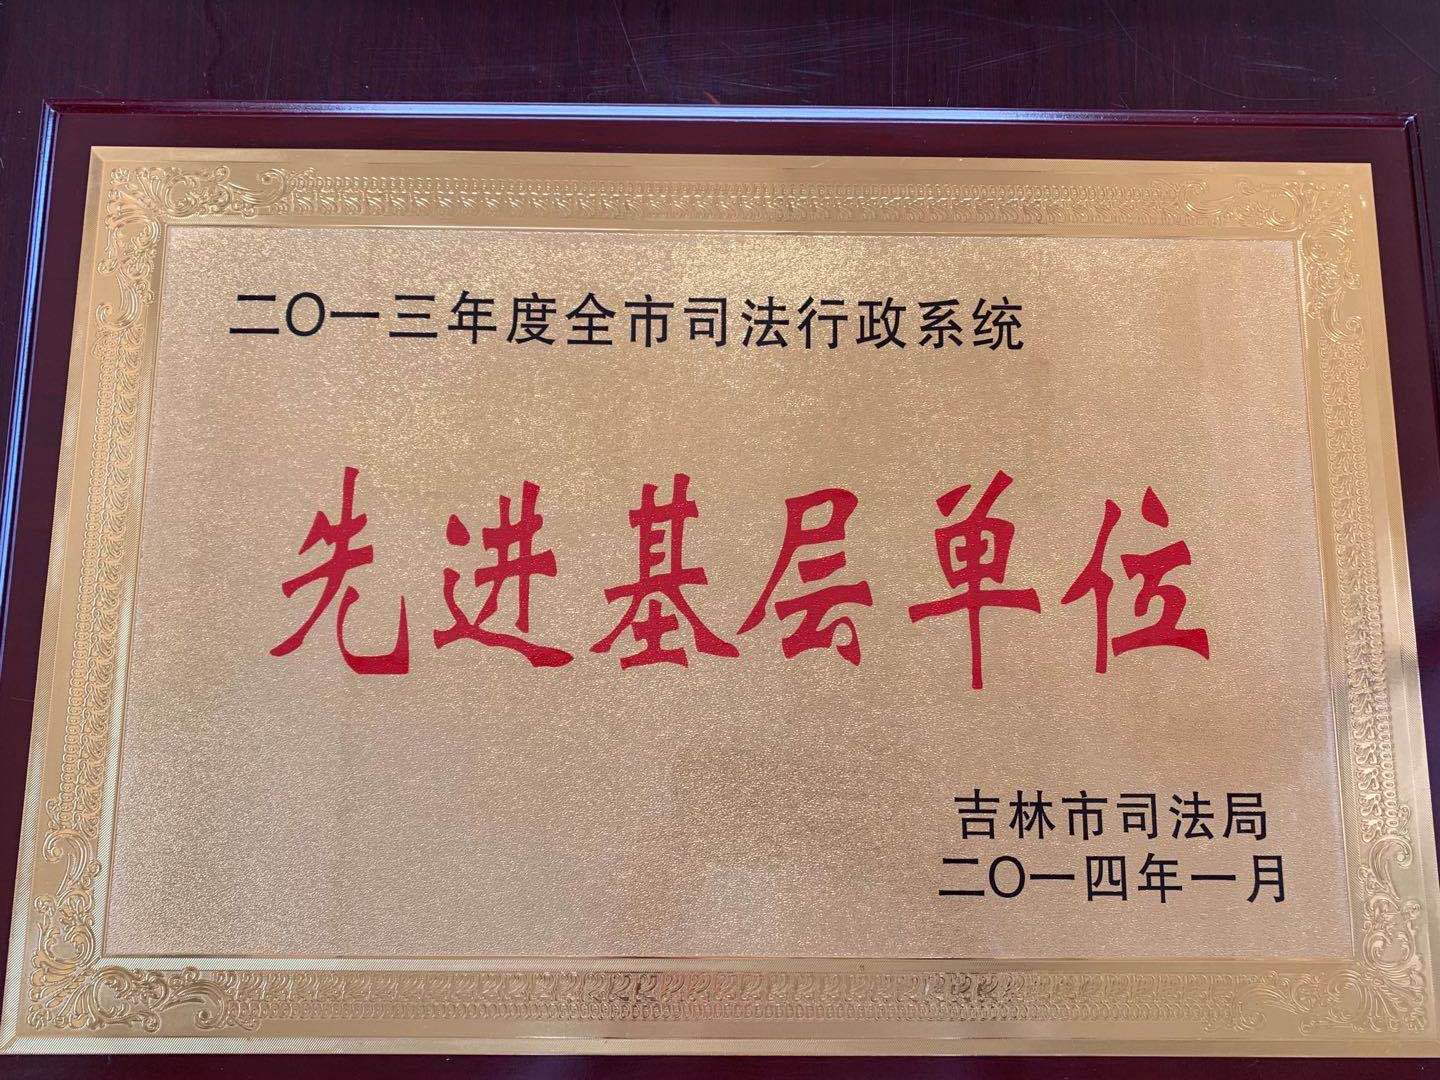 二〇一三年度全市司法行政系统
先进基层单位
吉林市司法局
二〇一四年一月